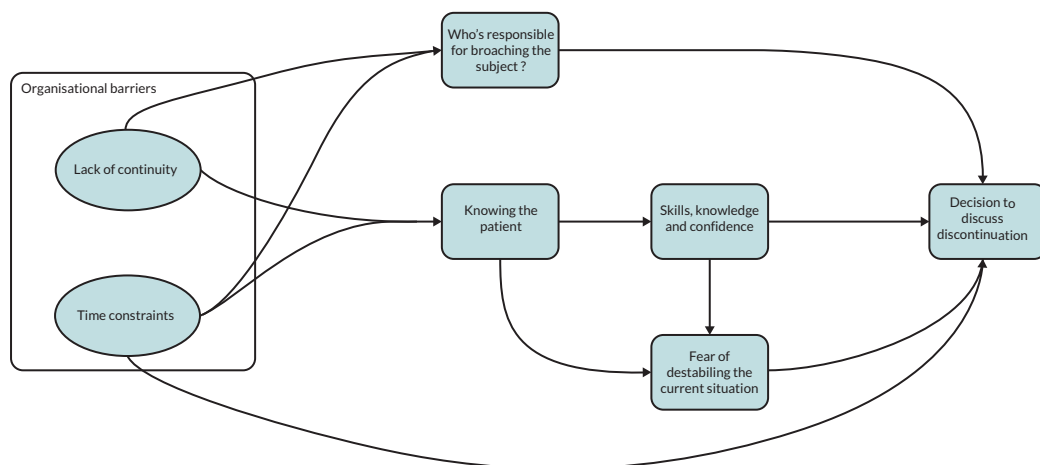 Who's responsible
for broaching the
subject ?
Organisational barriers
Lack of continuity
Knowing the
patient
Skills, knowledge
and confidence
Decision to
discuss
discontinuation
Time constraints
Fear of
destabiling the
current situation